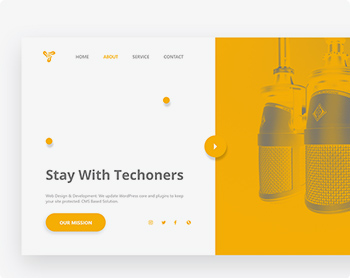 HOME ABOUT SERVICE CONTACT
Stay With Techoners
Web Design & Development. We update WordPress core and plugins to keep
your site protected. CMS Based Solution.
OUR MISSION